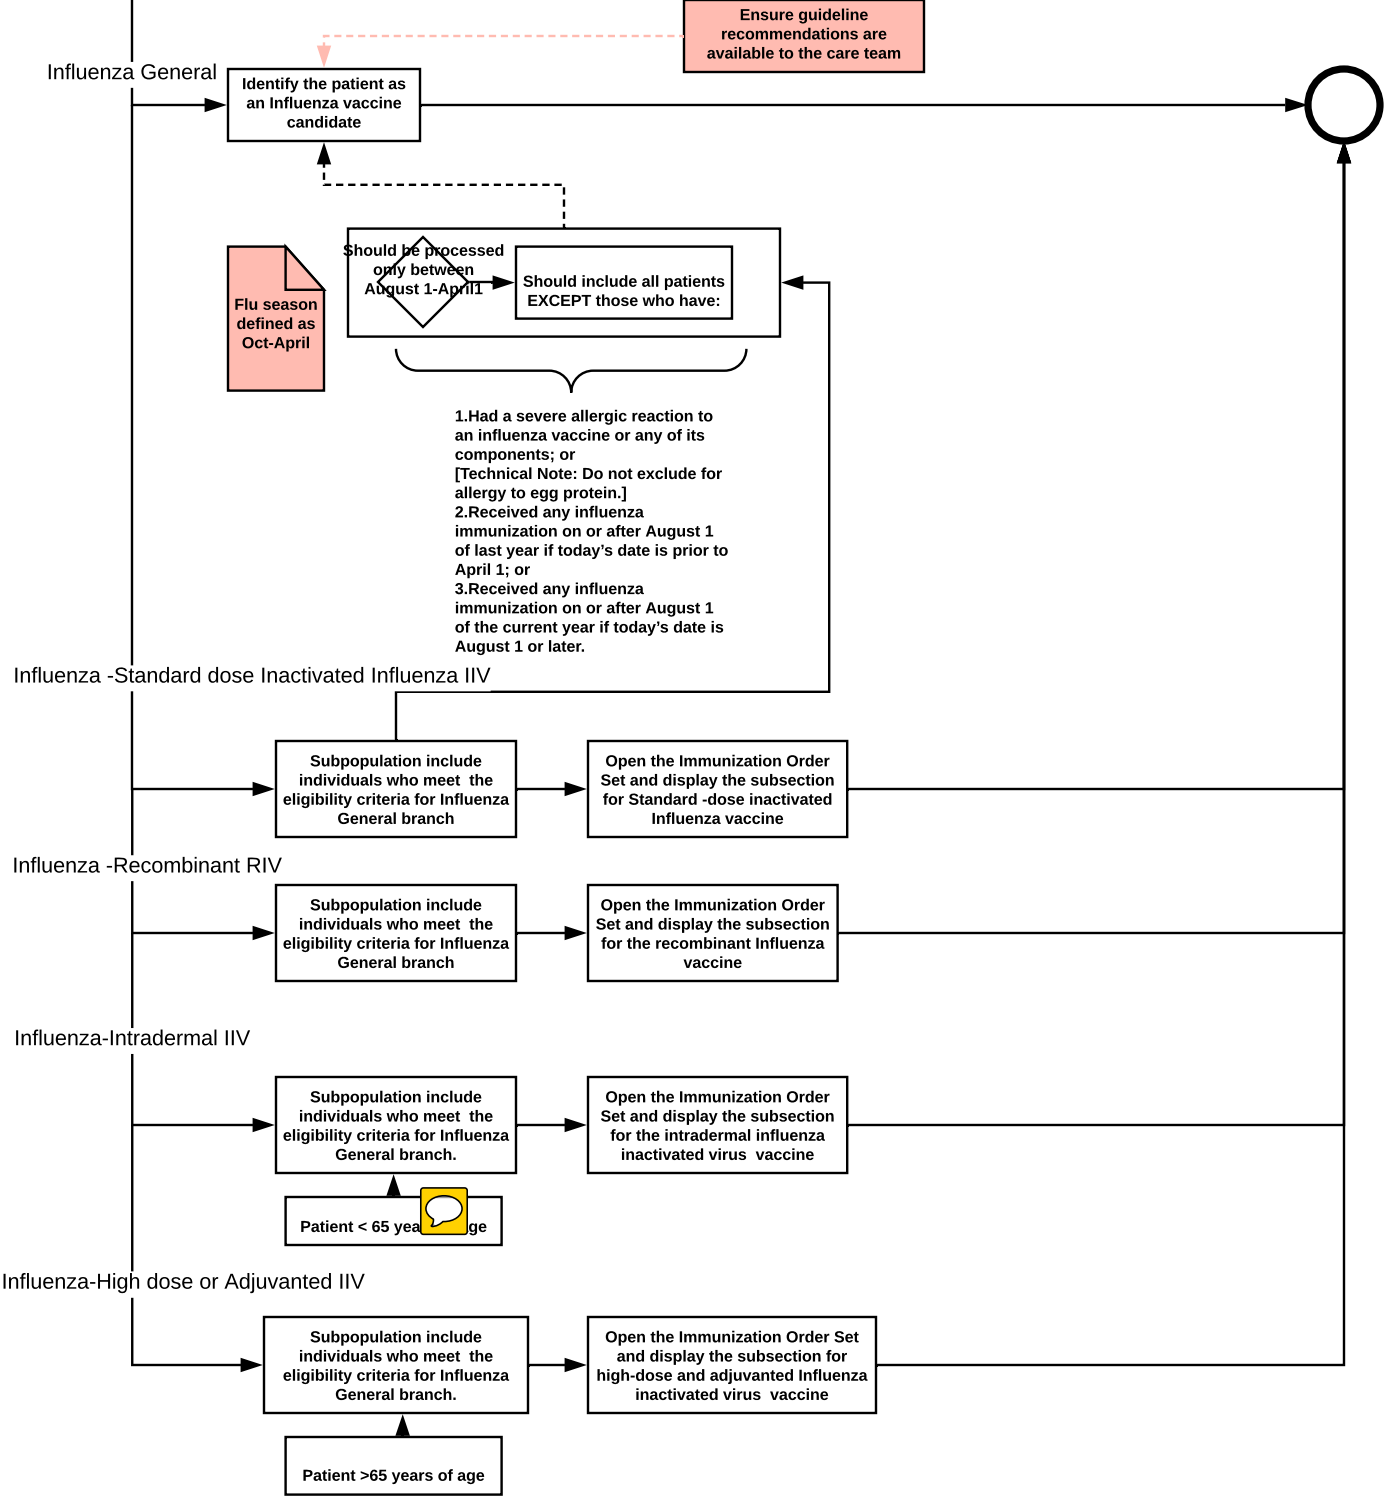 Ensure guideline
recommendations are
available to the care team
Influenza General
Identify the patient as
an Influenza vaccine
candidate
Should be processed
only between
August 1-April1
Should include all patients
EXCEPT those who have:
Flu season
defined as
Oct-April
1.Had a severe allergic reaction to
an influenza vaccine or any of its
components; or
[Technical Note: Do not exclude for
allergy to egg protein.]
2.Received any influenza
immunization on or after August 1
of last year if today’s date is prior to
April 1; or
3.Received any influenza
immunization on or after August 1
of the current year if today’s date is
August 1 or later.
Influenza -Standard dose Inactivated Influenza IIV
Subpopulation include
individuals who meet  the
eligibility criteria for Influenza
General branch
Open the Immunization Order
Set and display the subsection
for Standard -dose inactivated
Influenza vaccine
Influenza -Recombinant RIV
Subpopulation include
individuals who meet  the
eligibility criteria for Influenza
General branch
Open the Immunization Order
Set and display the subsection
for the recombinant Influenza
vaccine
Influenza-Intradermal IIV
Subpopulation include
individuals who meet  the
eligibility criteria for Influenza
General branch.
Open the Immunization Order
Set and display the subsection
for the intradermal influenza
inactivated virus  vaccine
Patient < 65
Influenza-High dose or Adjuvanted IIV
Subpopulation include
individuals who meet  the
eligibility criteria for Influenza
General branch.
Open the Immunization Order Set
and display the subsection for
high-dose and adjuvanted Influenza
inactivated virus  vaccine
Patient >65 years of age